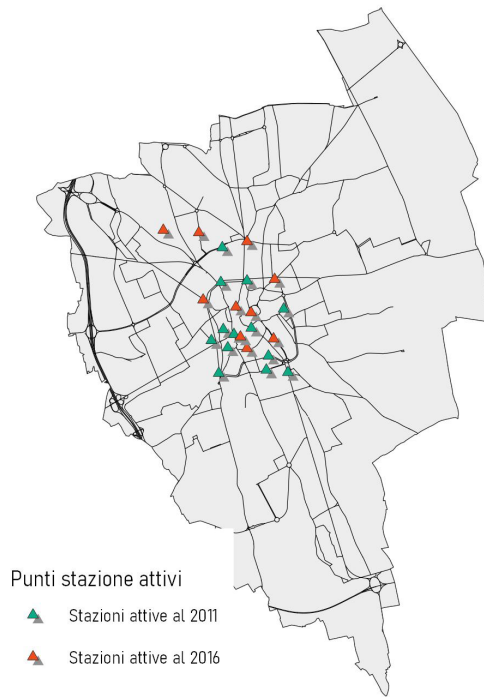 Punti stazione attivi
Stazioni attive al 2011
Stazioni attive al 2016